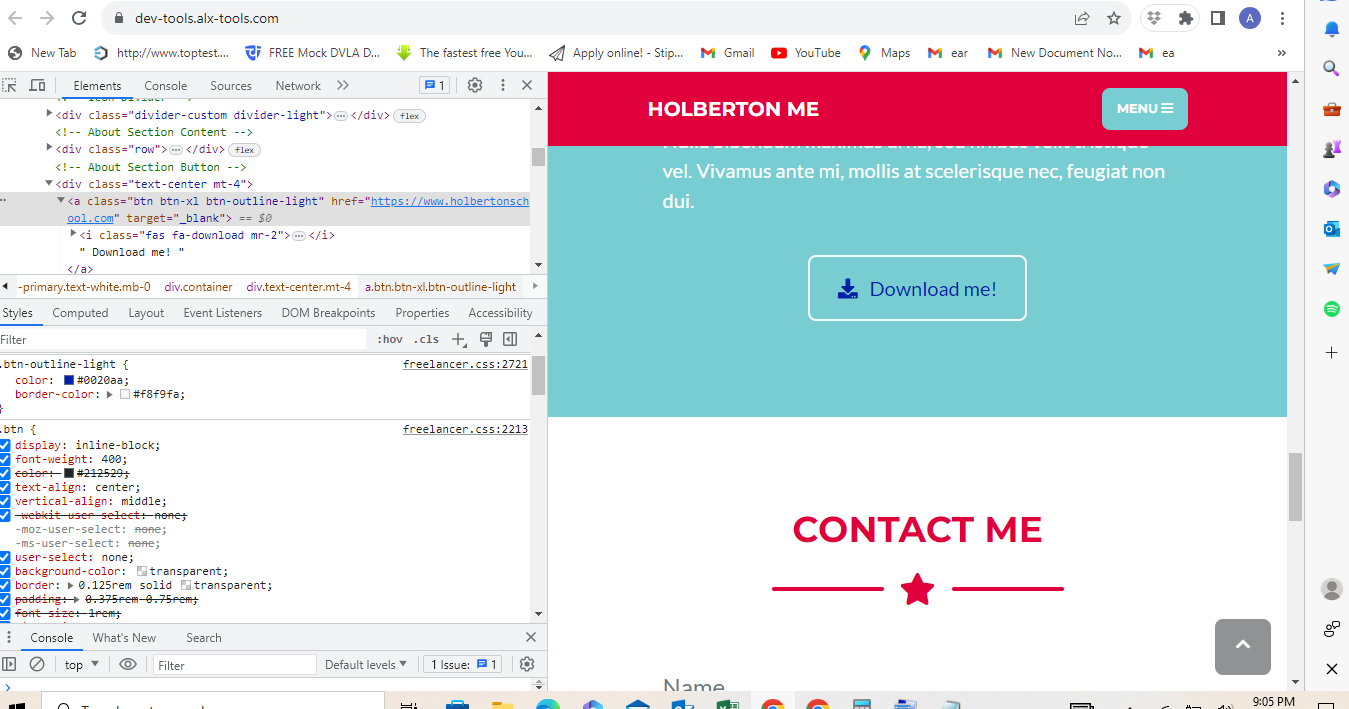 dev-tools.alx-tools.com
A
New Tab
http://www.toptest....
FREE Mock DVLA D...
The fastest free You...
Apply online! - Stip...
Gmail
YouTube
Maps
ear
New Document No...
ea
»
Elements
Console
Sources
Network
1
<div class="divider-custom divider-light"> </div> flex
<!-- About Section Content -->
<div class="row"> </div> flex
<!-- About Section Button -->
<div class="text-center mt-4">
<a class="btn btn-xl btn-outline-light" href="https://www.holbertonsch
ool.com" target="_blank"> == $0
<i class="fas fa-download mr-2"> </i>
" Download me! "
</a>
-primary.text-white.mb-0 div.container div.text-center.mt-4 a.btn.btn-xl.btn-outline-light
Styles Computed Layout Event Listeners DOM Breakpoints Properties Accessibility
Filter :hov .cls
.btn-outline-light { freelancer.css:2721
color: #0020aa;
border-color: #f8f9fa;
}
.btn { freelancer.css:2213
display: inline-block;
font-weight: 400;
color: #212529;
text-align: center;
vertical-align: middle;
-webkit-user-select: none;
-moz-user-select: none;
-ms-user-select: none;
user-select: none;
background-color: transparent;
border: 0.125rem solid transparent;
padding: 0.375rem 0.75rem;
font-size: 1rem;
Console What's New Search
top Filter Default levels 1 Issue: 1
HOLBERTON ME
MENU
vel. Vivamus ante mi, mollis at scelerisque nec, feugiat non
dui.
Download me!
CONTACT ME
Name
9:05 PM